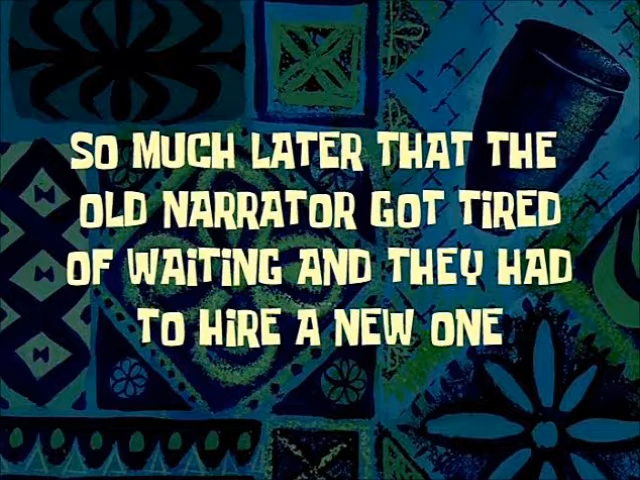 SO MUCH LATER THAT THE
OLD NARRATOR GOT TIRED
OF WAITING AND THEY HAD
TO HIRE A NEW ONE